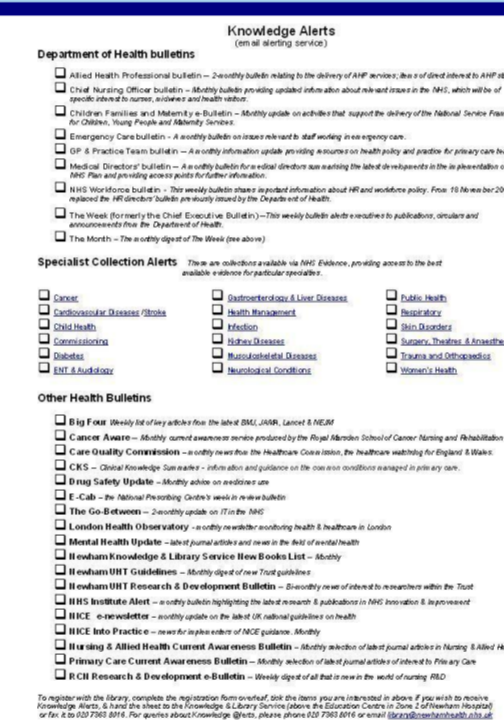 Knowledge Alerts
(email alerting service)
Department of Health bulletins
Allied Health Professional bulletin – 2-monthly bulletin relating to the delivery of AHP services; items of direct interest to AHP
Chief Nursing Officer bulletin – Monthly bulletin providing updated information about relevant issues in the NHS, which will be of
specific interest to nurses, midwives and health visitors.
Children Families and Maternity e-Bulletin – Monthly update on activities that support the delivery of the National Service
for Children, Young People and Maternity Services.
Emergency Care bulletin - A monthly bulletin on issues relevant to staff working in emergency care.
GP & Practice Team bulletin – A monthly information update providing resources on health policy and practice for primary care
Medical Directors' bulletin – A monthly bulletin for medical directors summarising the latest developments in the implementation
NHS Plan and providing access points for further information.
NHS Workforce bulletin - This weekly bulletin shares important information about HR and workforce policy. From 18 November
replaced the HR directors' bulletin previously issued by the Department of Health.
The Week (formerly the Chief Executive Bulletin) –This weekly bulletin alerts executives to publications, circulars and
announcements from the Department of Health.
The Month – The monthly digest of The Week (see above)
Specialist Collection Alerts These are collections available via NHS Evidence, providing access to the best
available evidence for particular specialties.
Cancer Gastroenterology & Liver Diseases Public Health
Cardiovascular Diseases /Stroke Health Management Respiratory
Child Health Infection Skin Disorders
Commissioning Kidney Diseases Surgery, Theatres &
Diabetes Musculoskeletal Diseases Trauma and Orthopaedics
ENT & Audiology Neurological Conditions Women's Health
Other Health Bulletins
Big Four Weekly list of key articles from the latest BMJ, JAMA, Lancet & NEJM
Cancer Aware – Monthly current awareness service produced by the Royal Marsden School of Cancer Nursing and Rehabilitation
Care Quality Commission – monthly news from the Healthcare Commission, the healthcare watchdog for England & Wales.
CKS – Clinical Knowledge Summaries - information and guidance on the common conditions managed in primary care.
Drug Safety Update – Monthly advice on medicines use
E-Cab – the National Prescribing Centre's week in review bulletin
The Go-Between – 2-monthly update on IT in the NHS
London Health Observatory - monthly newsletter monitoring health & healthcare in London
Mental Health Update – latest journal articles and news in the field of mental health
Newham Knowledge & Library Service New Books List – Monthly
Newham UHT Guidelines – Monthly digest of new Trust guidelines
Newham UHT Research & Development Bulletin – Bi-monthly news of interest to researchers within the Trust
NHS Institute Alert – monthly bulletin highlighting the latest research & publications in NHS Innovation & Improvement
NICE e-newsletter – monthly update on the latest UK national guidelines on health
NICE Into Practice – news for implementers of NICE guidance. Monthly
Nursing & Allied Health Current Awareness Bulletin – Monthly selection of latest journal articles in Nursing & Allied
Primary Care Current Awareness Bulletin – Monthly selection of latest journal articles of interest to Primary Care
RCN Research & Development e-Bulletin – Weekly digest of all that is new in the world of nursing R&D
To register with the library, complete the registration form overleaf, tick the items you are interested in above if you wish to receive
Knowledge Alerts, & hand the sheet to the Knowledge & Library Service (above the Education Centre in Zone 2 of Newham Hospital)
or fax it to 020 7363 8016. For queries about Knowledge @lerts, please phone 020 7363 8016 or email library@newhamhealth.nhs.uk